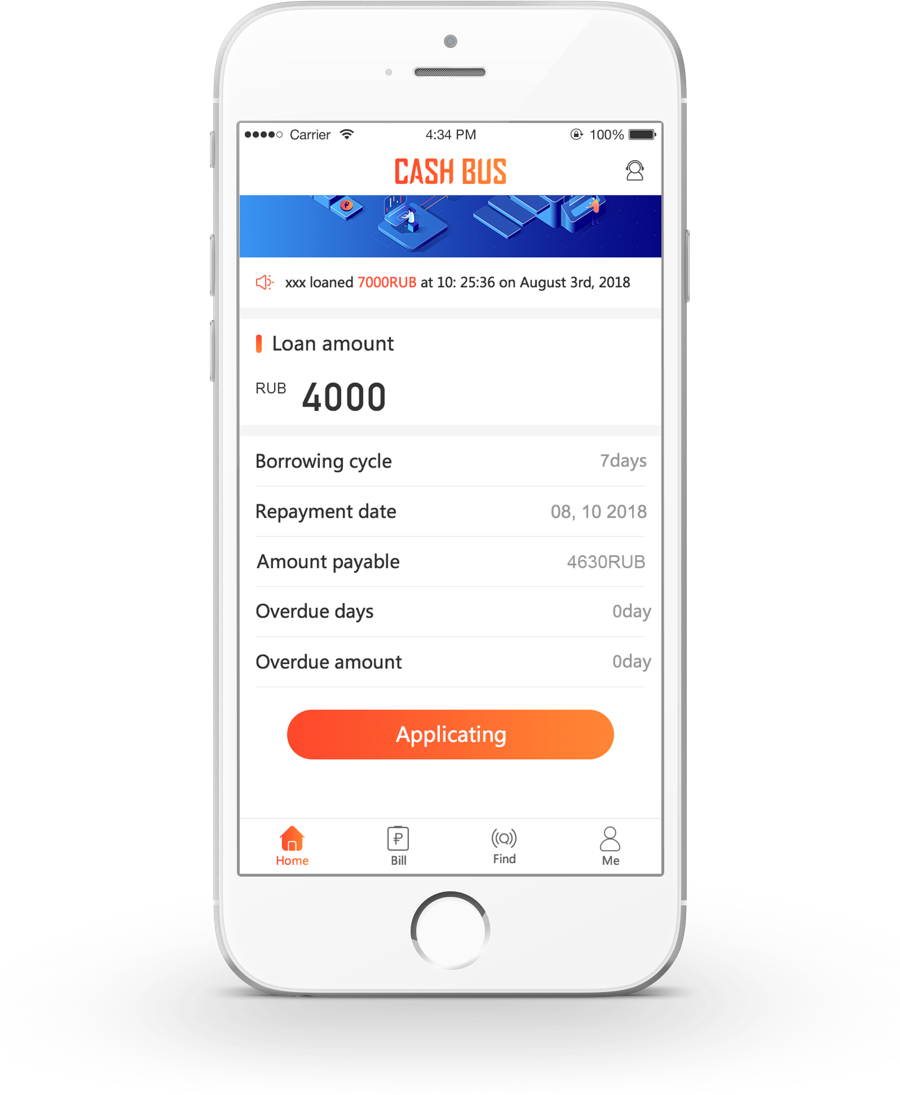 Carrier 4:34 PM 100%
CASH BUS
xxx loaned 7000RUB at 10: 25:36 on August 3rd, 2018
Loan amount
RUB 4000
Borrowing cycle 7days
Repayment date 08, 10 2018
Amount payable 4630RUB
Overdue days 0day
Overdue amount 0day
Applicating
Home Bill Find Me